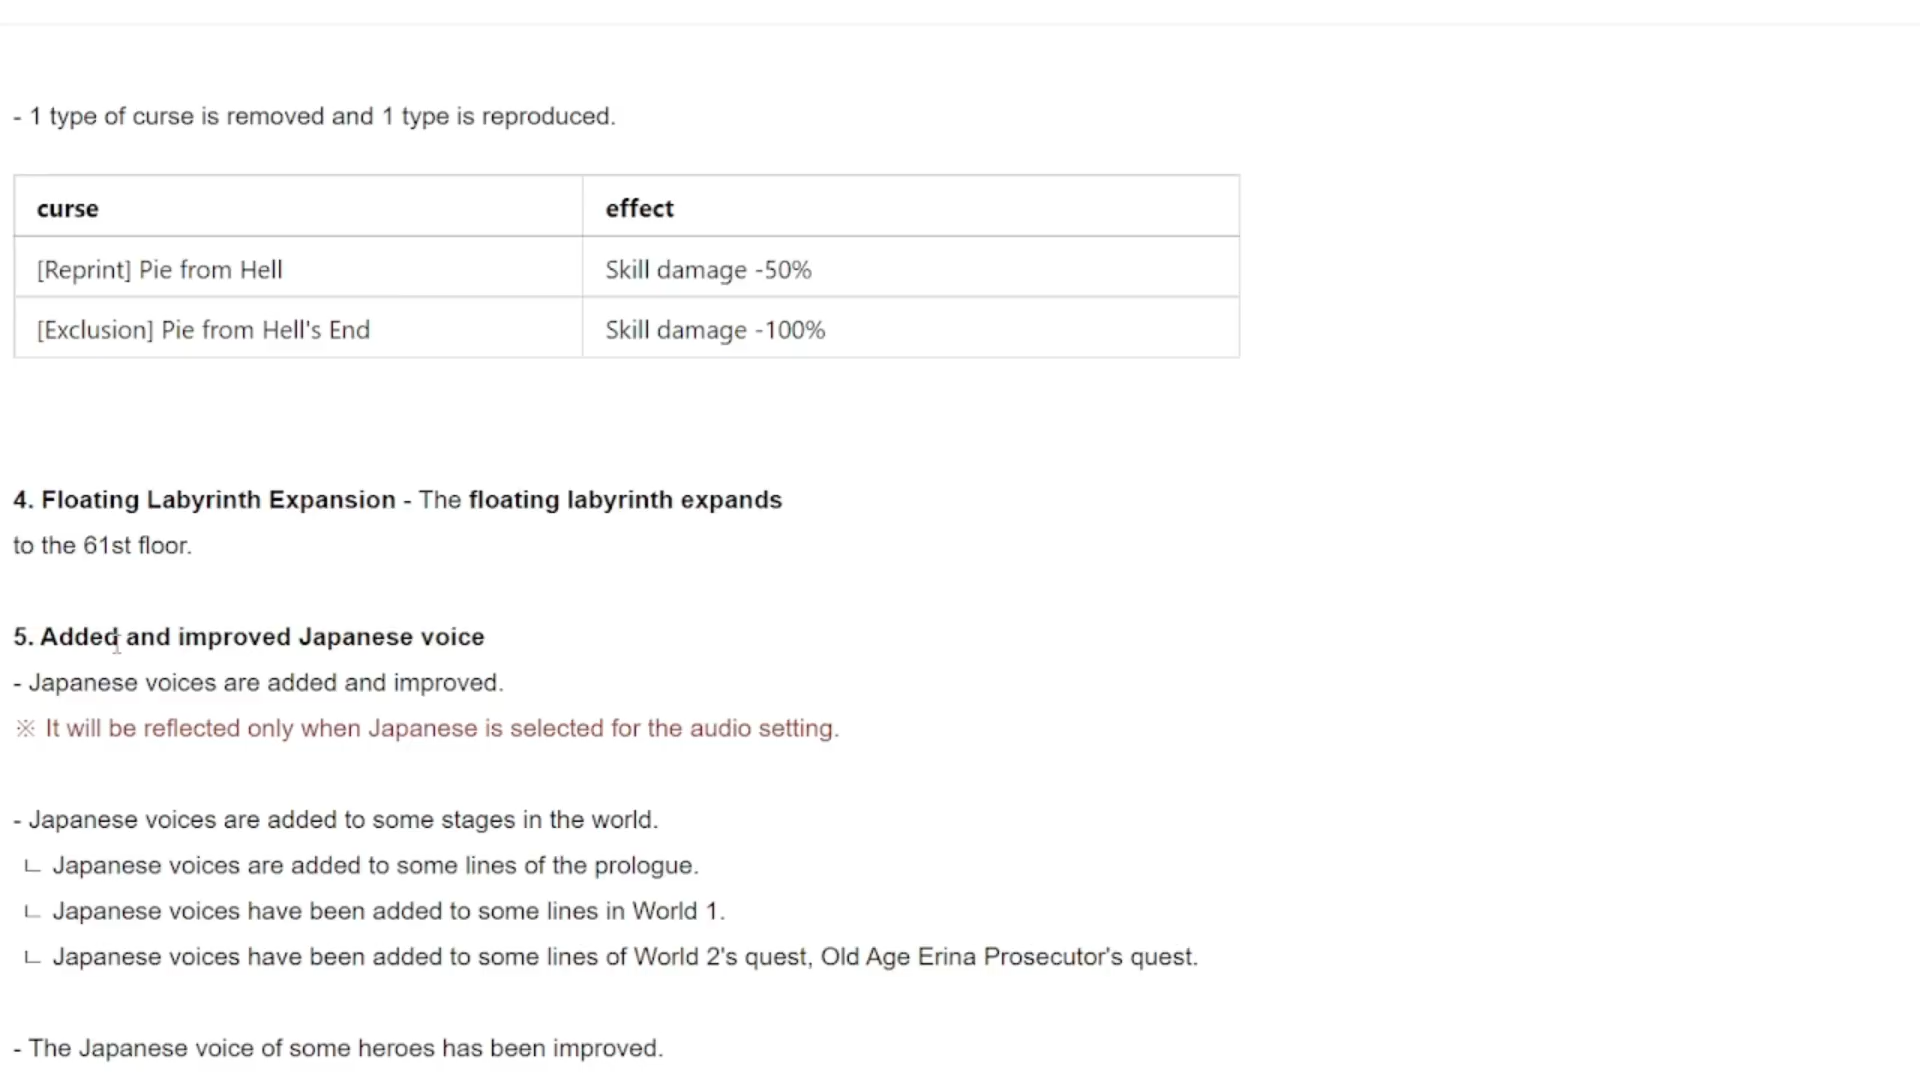 - 1 type of curse is removed and 1 type is reproduced.
curse effect
[Reprint] Pie from Hell Skill damage -50%
[Exclusion] Pie from Hell's End Skill damage -100%
4. Floating Labyrinth Expansion - The floating labyrinth expands
to the 61st floor.
5. Added and improved Japanese voice
- Japanese voices are added and improved.
※ It will be reflected only when Japanese is selected for the audio setting.
- Japanese voices are added to some stages in the world.
ㄴ Japanese voices are added to some lines of the prologue.
ㄴ Japanese voices have been added to some lines in World 1.
ㄴ Japanese voices have been added to some lines of World 2's quest, Old Age Erina Prosecutor's quest.
- The Japanese voice of some heroes has been improved.